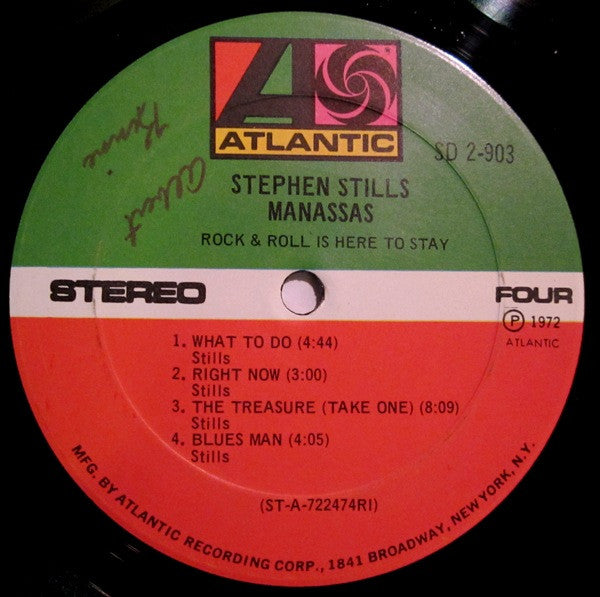 ATLANTIC
SD 2-903
Albert
STEPHEN STILLS
MANASSAS
ROCK & ROLL IS HERE TO STAY
STEREO
FOUR
Ⓟ 1972
ATLANTIC
1. WHAT TO DO (4:44)
Stills
2. RIGHT NOW (3:00)
Stills
3. THE TREASURE (TAKE ONE) (8:09)
Stills
4. BLUES MAN (4:05)
Stills
(ST-A-722474RI)
MFG. BY ATLANTIC RECORDING CORP., 1841 BROADWAY, NEW YORK, N.Y.